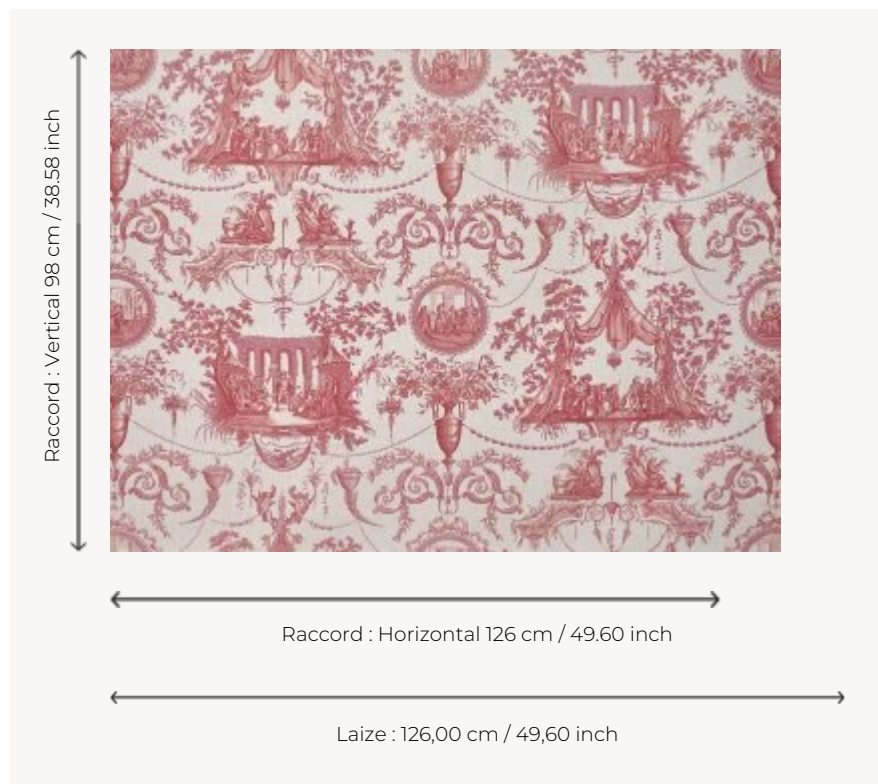 Raccord : Vertical 98 cm / 38.58 inch
Raccord : Horizontal 126 cm / 49.60 inch
Laize : 126,00 cm / 49,60 inch